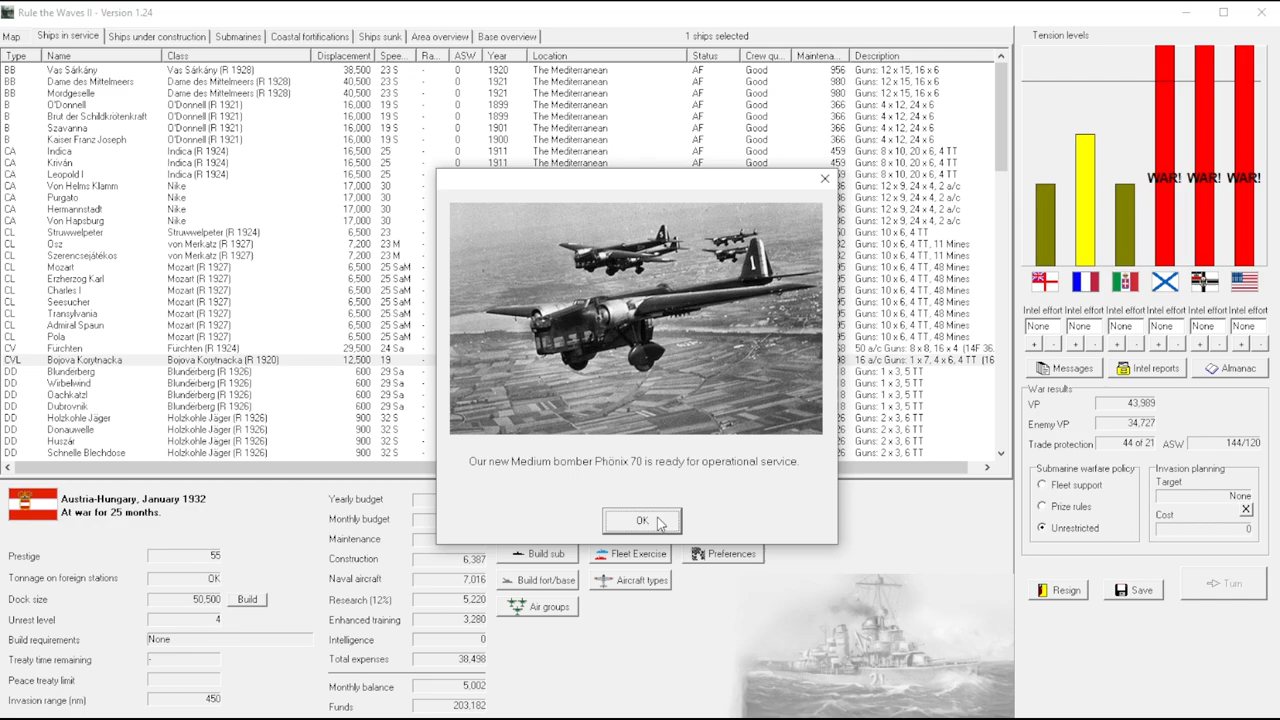 Rule the Waves II - Version 1.24
Map Ships in service Ships under construction Submarines Coastal fortifications Ships sunk Area overview Base overview 1 ships selected
Type Name Class Displacement Spee... Ra... ASW Year Location Status Crew qu... Maintena... Description
BB Vas Sárkány Vas Sárkány (R 1928) 38,500 23 S - 0 1920 The Mediterranean AF Good 956 Guns: 12 x 15, 16 x 6
BB Dame des Mittelmeers Dame des Mittelmeers (R 1928) 40,500 23 S - 0 1921 The Mediterranean AF Good 980 Guns: 12 x 15, 16 x 6
BB Mordgeselle Dame des Mittelmeers (R 1928) 40,500 23 S - 0 1921 The Mediterranean AF Good 980 Guns: 12 x 15, 16 x 6
B O'Donnell O'Donnell (R 1921) 16,000 19 S - 0 1899 The Mediterranean AF Good 366 Guns: 4 x 12, 24 x 6
B Brut der Schildkrötenkraft O'Donnell (R 1921) 16,000 19 S - 0 1899 The Mediterranean AF Good 366 Guns: 4 x 12, 24 x 6
B Szavanna O'Donnell (R 1921) 16,000 19 S - 0 1901 The Mediterranean AF Good 366 Guns: 4 x 12, 24 x 6
B Kaiser Franz Joseph O'Donnell (R 1921) 16,000 19 S - 0 1900 The Mediterranean AF Good 366 Guns: 4 x 12, 24 x 6
CA Indica Indica (R 1924) 16,500 25 - 0 1911 The Mediterranean AF Good 459 Guns: 8 x 10, 20 x 6, 4 TT
CA Kriván Indica (R 1924) 16,500 25 - 0 1911 The Mediterranean AF Good 459 Guns: 8 x 10, 20 x 6, 4 TT
CA Leopold I Indica (R 1924) 16,500 25 Guns: 8 x 10, 20 x 6, 4 TT
CA Von Helms Klamm Nike 17,000 30 Guns: 12 x 9, 24 x 4, 2 a/c
CA Purgato Nike 17,000 30 Guns: 12 x 9, 24 x 4, 2 a/c
CA Hermannstadt Nike 17,000 30 Guns: 12 x 9, 24 x 4, 2 a/c
CA Von Hapsburg Nike 17,000 30 Guns: 12 x 9, 24 x 4, 2 a/c
CL Struwwelpeter Struwwelpeter (R 1924) 6,500 23 Guns: 10 x 6, 4 TT
CL Ösz von Merkatz (R 1927) 7,200 23 M Guns: 10 x 6, 4 TT, 11 Mines
CL Szerencsejátékos von Merkatz (R 1927) 7,200 23 M Guns: 10 x 6, 4 TT, 11 Mines
CL Mozart Mozart (R 1927) 6,500 25 SaM Guns: 10 x 6, 4 TT, 48 Mines
CL Erzherzog Karl Mozart (R 1927) 6,500 25 SaM Guns: 10 x 6, 4 TT, 48 Mines
CL Charles I Mozart (R 1927) 6,500 25 SaM Guns: 10 x 6, 4 TT, 48 Mines
CL Seesucher Mozart (R 1927) 6,500 25 SaM Guns: 10 x 6, 4 TT, 48 Mines
CL Transylvania Mozart (R 1927) 6,500 25 SaM Guns: 10 x 6, 4 TT, 48 Mines
CL Admiral Spaun Mozart (R 1927) 6,500 25 SaM Guns: 10 x 6, 4 TT, 48 Mines
CL Pola Mozart (R 1927) 6,500 25 SaM Guns: 10 x 6, 4 TT, 48 Mines
CV Fürchten Fürchten (R 1924) 29,500 24 Sa 50 a/c Guns: 8 x 8, 16 x 4 (14F 36
CVL Bojova Korytnacka Bojova Korytnacka (R 1920) 12,500 19 16 a/c Guns: 1 x 7, 4 x 6, 4 TT (16
DD Blunderberg Blunderberg (R 1926) 900 29 Sa Guns: 1 x 3, 5 TT
DD Wirbelwind Blunderberg (R 1926) 900 29 Sa Guns: 1 x 3, 5 TT
DD Oachkatzl Blunderberg (R 1926) 900 29 Sa Guns: 1 x 3, 5 TT
DD Dubrovnik Blunderberg (R 1926) 900 29 Sa Guns: 1 x 3, 5 TT
DD Holzkohle Jäger Holzkohle Jäger (R 1926) 900 32 S Guns: 2 x 3, 6 TT
DD Donauwelle Holzkohle Jäger (R 1926) 900 32 S Guns: 2 x 3, 6 TT
DD Huszár Holzkohle Jäger (R 1926) 900 32 S Guns: 2 x 3, 6 TT
DD Schnelle Blechdose Holzkohle Jäger (R 1926) 900 32 S Guns: 2 x 3, 6 TT
1
Our new Medium bomber Phönix 70 is ready for operational service.
OK
Austria-Hungary, January 1932
At war for 25 months.
Prestige 55
Tonnage on foreign stations OK
Dock size 50,500 Build
Unrest level 4
Build requirements None
Treaty time remaining -
Peace treaty limit
Invasion range (nm) 450
Yearly budget
Monthly budget
Maintenance
Construction 6,387
Naval aircraft 7,016
Research (12%) 5,220
Enhanced training 3,280
Intelligence 0
Total expenses 38,498
Monthly balance 5,002
Funds 203,182
Build sub Fleet Exercise Preferences
Build fort/base Aircraft types
Air groups
Tension levels
WAR! WAR! WAR!
Intel effort Intel effort Intel effort Intel effort Intel effort Intel effort
None None None None None None
+ - + - + - + - + - + -
Messages Intel reports Almanac
War results
VP 43,989
Enemy VP 34,727
Trade protection 44 of 21 ASW 144/120
Submarine warfare policy
Fleet support
Prize rules
Unrestricted
Invasion planning
Target
None
Cost X
0
Resign Save Turn